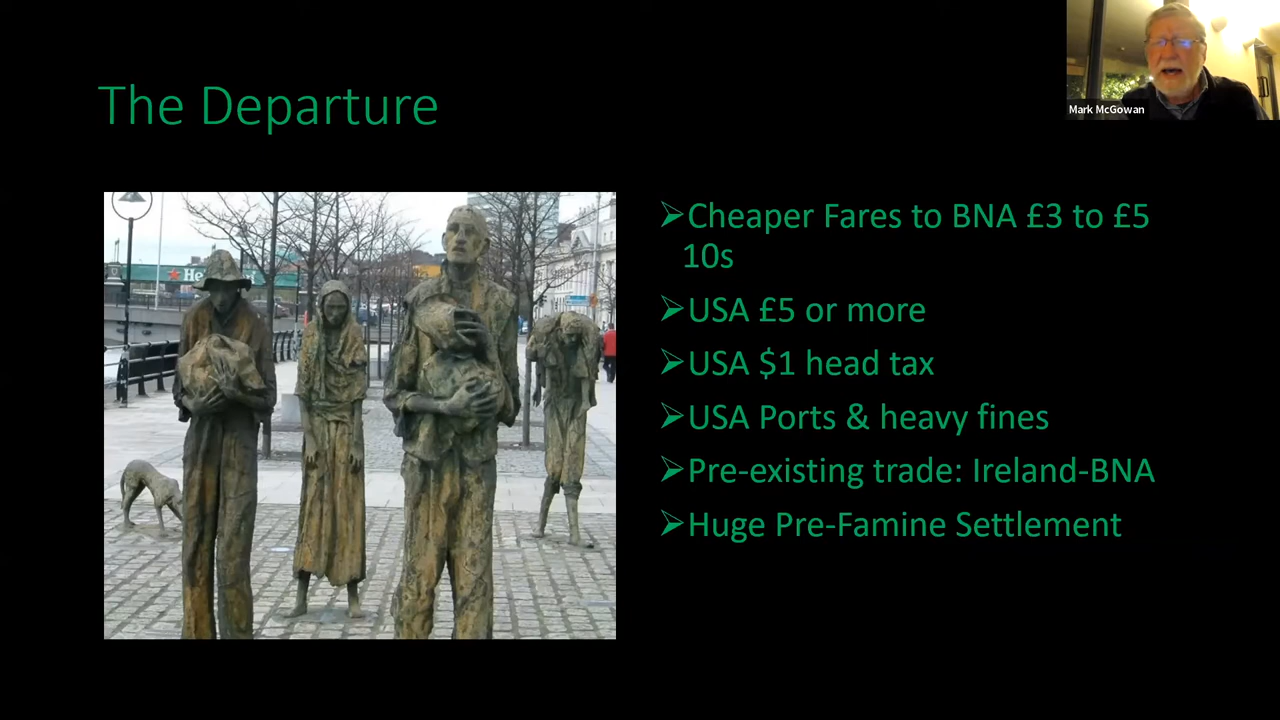 The Departure
Mark McGowan
★ He
➢Cheaper Fares to BNA £3 to £5
10s
➢USA £5 or more
➢USA $1 head tax
➢USA Ports & heavy fines
➢Pre-existing trade: Ireland-BNA
➢Huge Pre-Famine Settlement